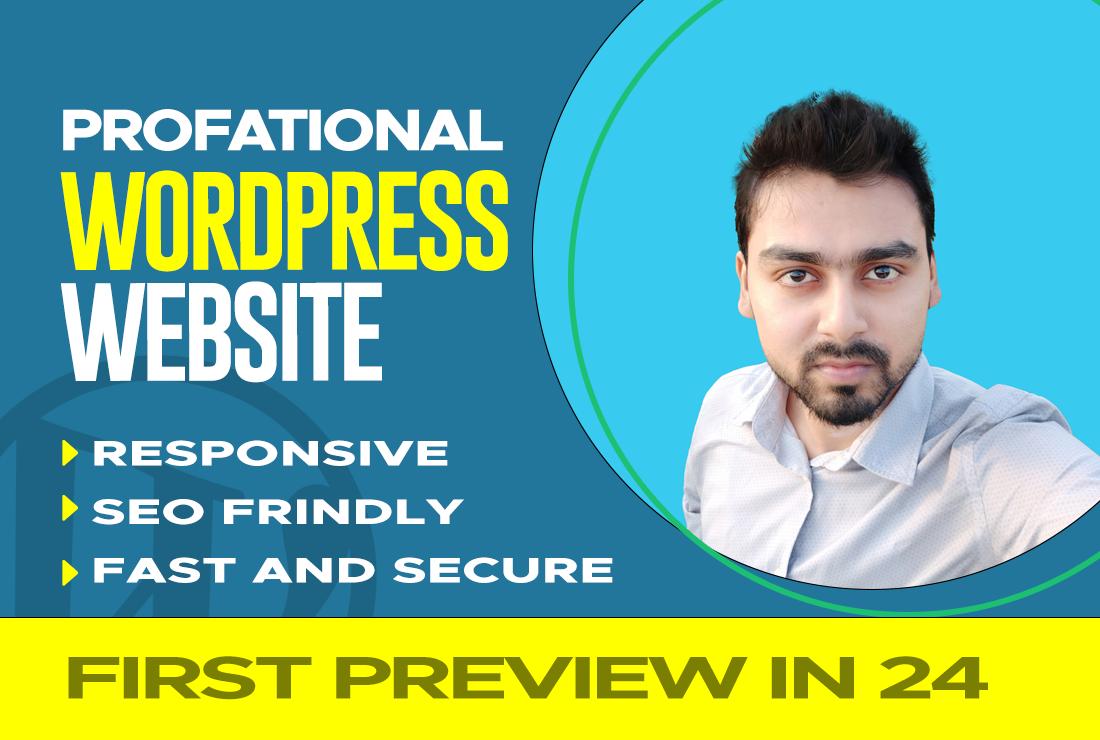 PROFATIONAL
WORDPRESS
WEBSITE
RESPONSIVE
SEO FRINDLY
FAST AND SECURE
FIRST PREVIEW IN 24